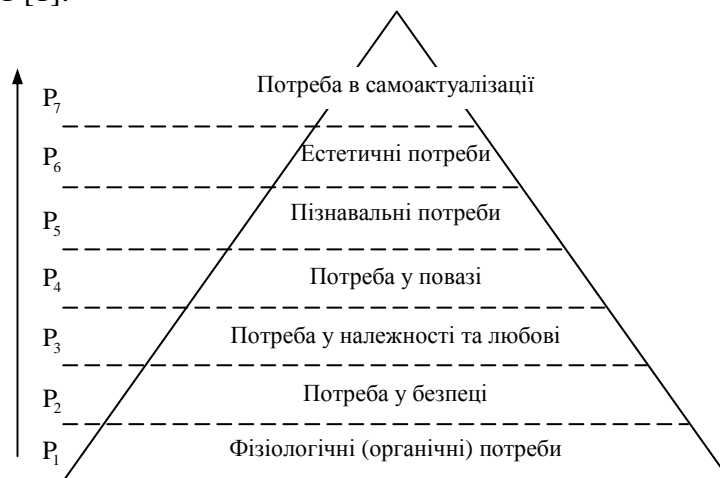 [1].
P₇ Потреба в самоактуалізації
P₆ Естетичні потреби
P₅ Пізнавальні потреби
P₄ Потреба у повазі
P₃ Потреба у належності та любові
P₂ Потреба у безпеці
P₁ Фізіологічні (органічні) потреби